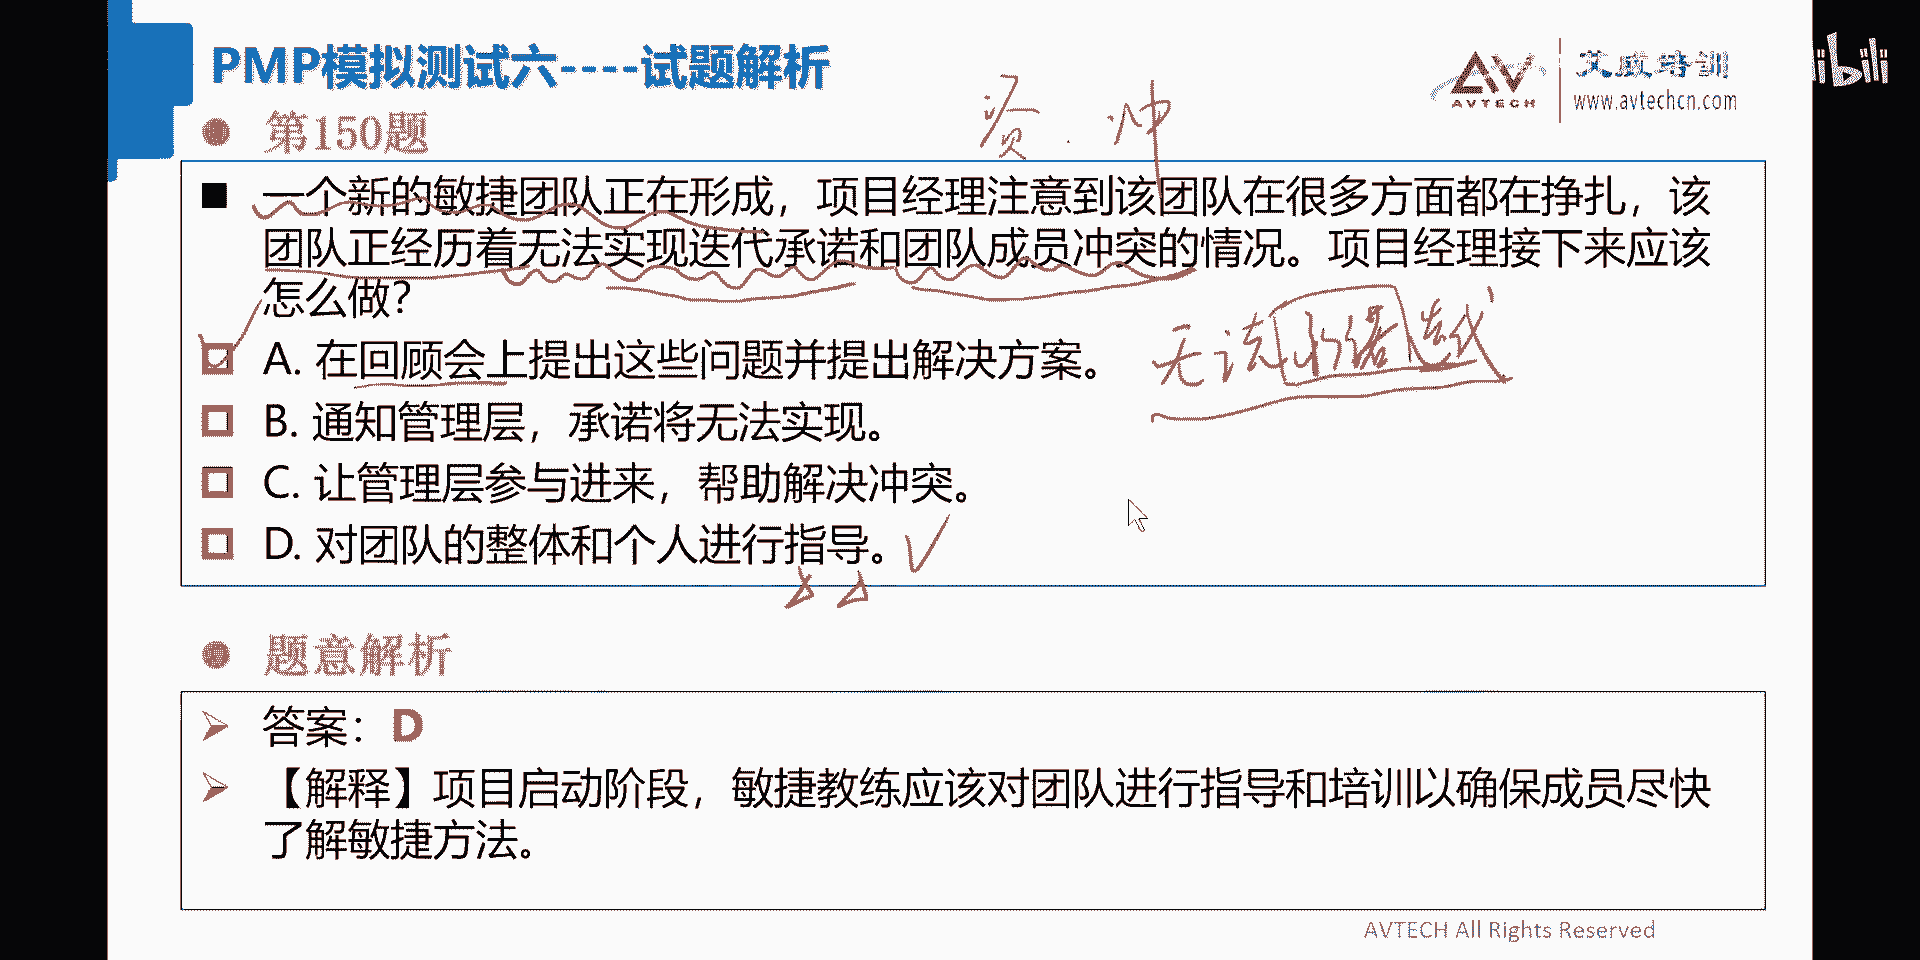 PMP模拟测试六----试题解析
AVTECH
艾威培训
www.avtechcn.com
第150题
资.冲
一个新的敏捷团队正在形成，项目经理注意到该团队在很多方面都在挣扎，该
团队正经历着无法实现迭代承诺和团队成员冲突的情况。项目经理接下来应该
怎么做？
A. 在回顾会上提出这些问题并提出解决方案。
B. 通知管理层，承诺将无法实现。
C. 让管理层参与进来，帮助解决冲突。
D. 对团队的整体和个人进行指导。
题意解析
答案：D
【解释】项目启动阶段，敏捷教练应该对团队进行指导和培训以确保成员尽快
了解敏捷方法。
AVTECH All Rights Reserved